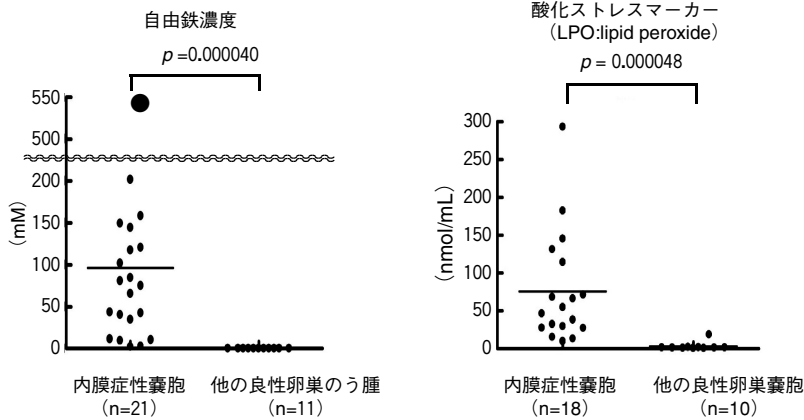 自由鉄濃度
p =0.000040
(mM)
550
500
200
150
100
50
0
内膜症性嚢胞
(n=21)
他の良性卵巣のう腫
(n=11)
酸化ストレスマーカー
(LPO:lipid peroxide)
p = 0.000048
(nmol/mL)
300
250
200
150
100
50
0
内膜症性嚢胞
(n=18)
他の良性卵巣嚢胞
(n=10)